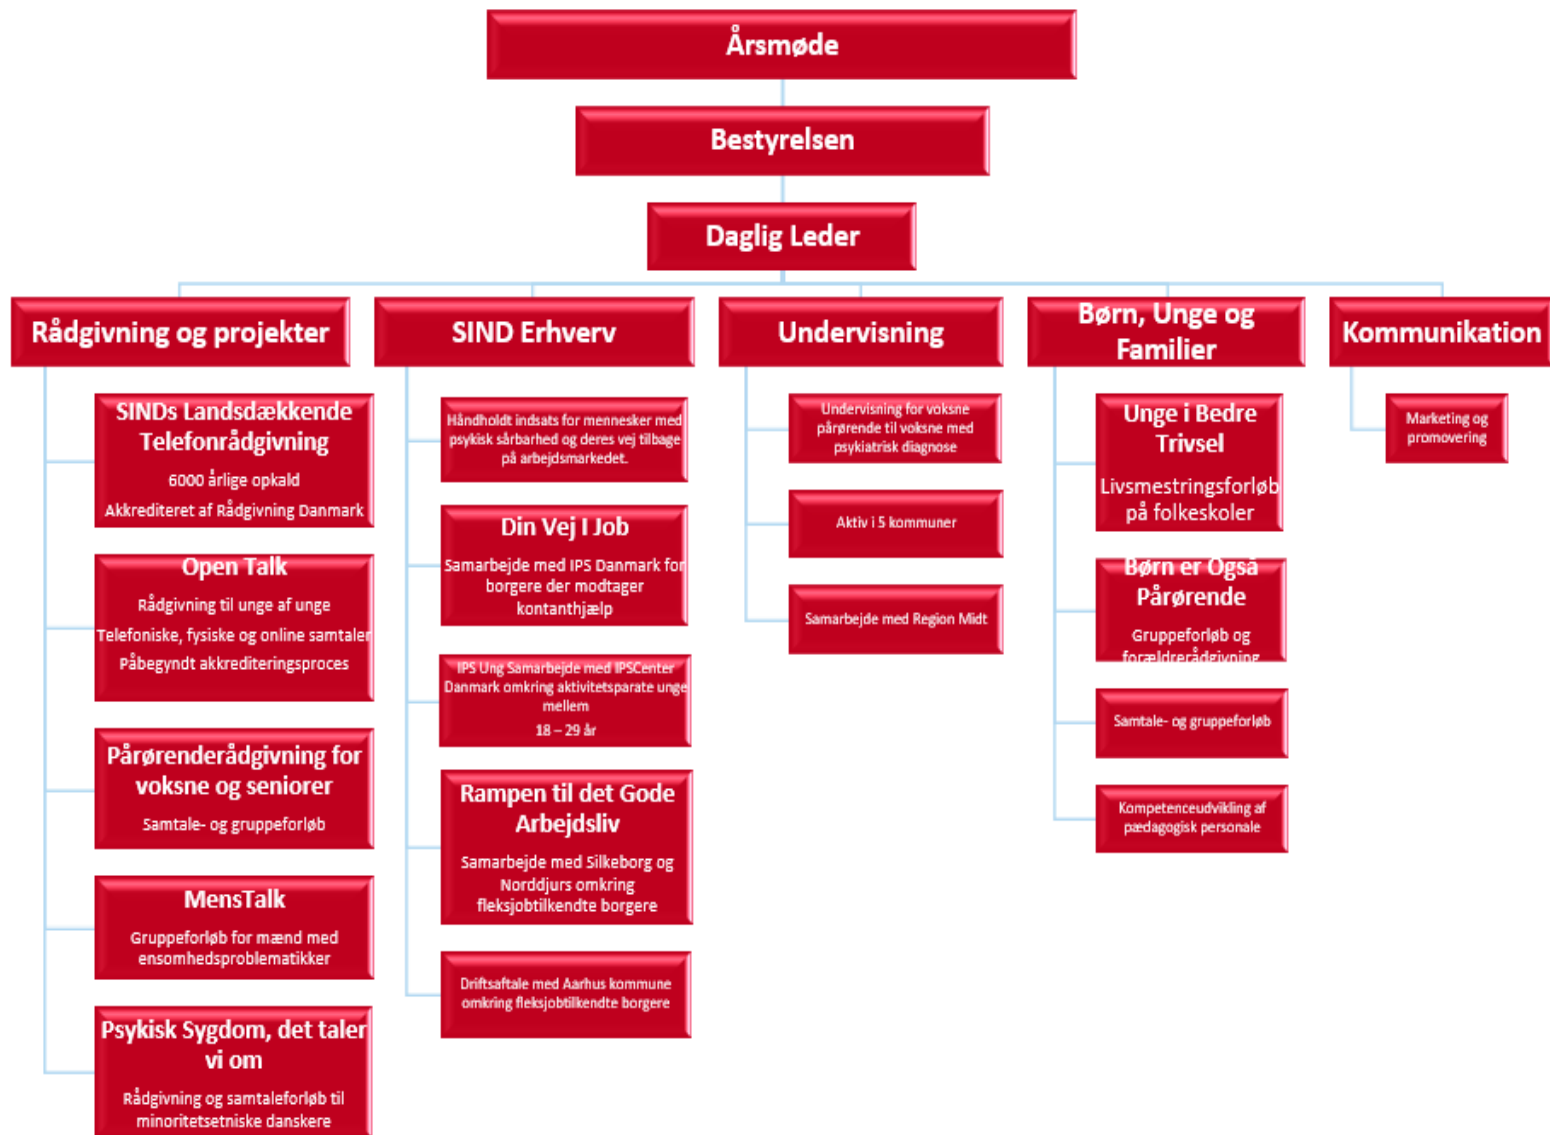 Årsmøde
Bestyrelsen
Daglig Leder
Rådgivning og projekter
SINDs Landsdækkende
Telefonrådgivning
6000 årlige opkald
Akkrediteret af Rådgivning Danmark
Open Talk
Rådgivning til unge af unge
Telefoniske, fysiske og online samtaler
Påbegyndt akkrediteringsproces
Pårørenderådgivning for
voksne og seniorer
Samtale- og gruppeforløb
MensTalk
Gruppeforløb for mænd med
ensomhedsproblematikker
Psykisk Sygdom, det taler
vi om
Rådgivning og samtaleforløb til
minoritetsetniske danskere
SIND Erhverv
Håndholdt indsats for mennesker med
psykisk sårbarhed og deres vej tilbage
på arbejdsmarkedet.
Din Vej I Job
Samarbejde med IPS Danmark for
borgere der modtager
kontanthjælp
IPS Ung Samarbejde med IPSCenter
Danmark omkring aktivitetsparate unge
mellem
18 – 29 år
Rampen til det Gode
Arbejdsliv
Samarbejde med Silkeborg og
Norddjurs omkring
fleksjobtilkendte borgere
Driftsaftale med Aarhus kommune
omkring fleksjobtilkendte borgere
Undervisning
Undervisning for voksne
pårørende til voksne med
psykiatrisk diagnose
Aktiv i 5 kommuner
Samarbejde med Region Midt
Børn, Unge og
Familier
Unge i Bedre
Trivsel
Livsmestringsforløb
på folkeskoler
Børn er Også
Pårørende
Gruppeforløb og
forældrerådgivning
Samtale- og gruppeforløb
Kompetenceudvikling af
pædagogisk personale
Kommunikation
Marketing og
promovering